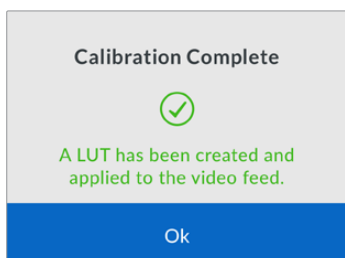 Calibration Complete
A LUT has been created and
applied to the video feed.
Ok